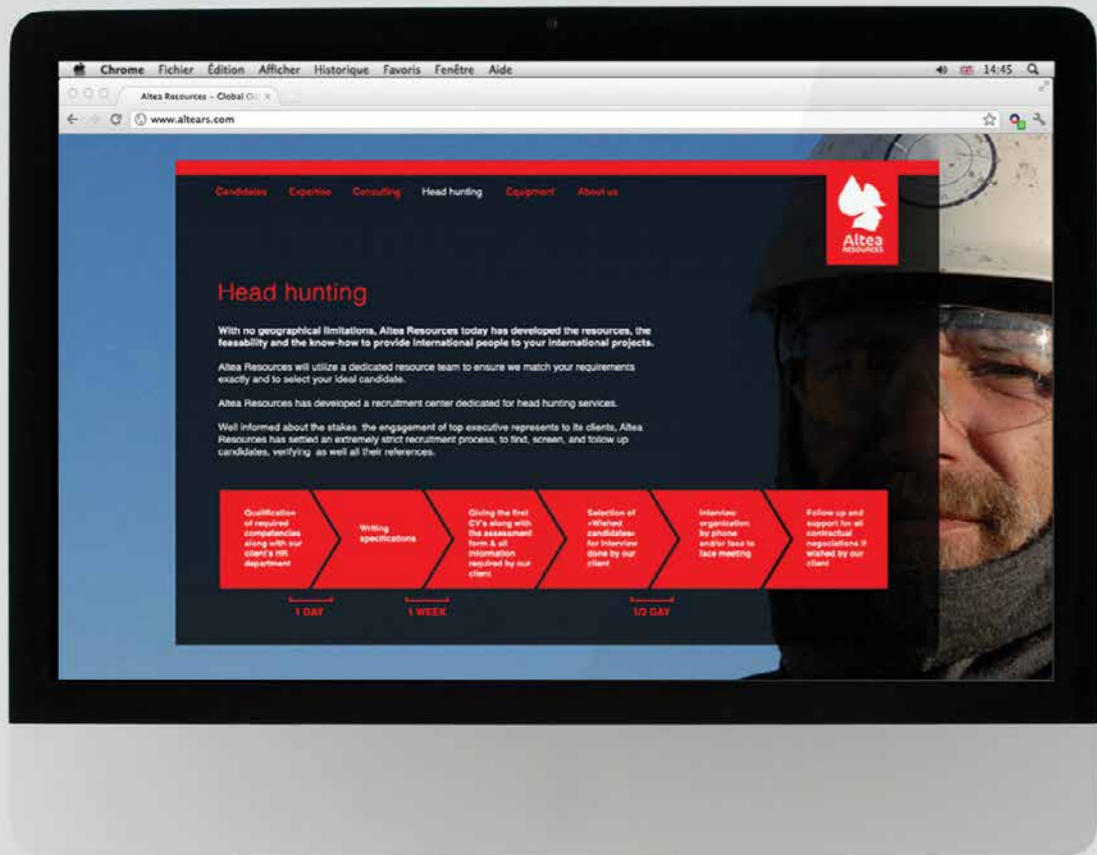 Chrome Fichier Édition Afficher Historique Favoris Fenêtre Aide 14:45
Altea Resources – Global O
www.altears.com
Candidates Expertise Consulting Head hunting Equipment About us
Altea
RESOURCES
Head hunting
With no geographical limitations, Altea Resources today has developed the resources, the
feasability and the know-how to provide international people to your international projects.
Altea Resources will utilize a dedicated resource team to ensure we match your requirements
exactly and to select your ideal candidate.
Altea Resources has developed a recruitment center dedicated for head hunting services.
Well informed about the stakes the engagement of top executive represents to its clients, Altea
Resources has settled an extremely strict recruitment process, to find, screen, and follow up
candidates, verifying as well all their references.
Qualification
of required
competencies
along with our
client's HR
department
Writing
specifications
Giving the first
CV's along with
the assessment
form & all
information
required by our
client
Selection of
«Wished
candidates»
for interview
done by our
client
Interview
organization
by phone
and/or face to
face meeting
Follow up and
support for all
contractual
negociations if
wished by our
client
1 DAY
1 WEEK
1/2 DAY